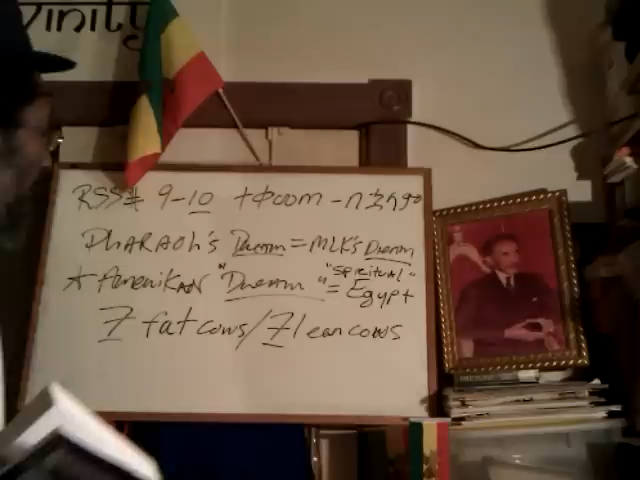 vinity
RSS# 9-10
PHARAOH'S Dream = MLK'S Dream
* AmeriKAN "Dream" = "Spiritual" Egypt
7 fat cows/7 lean cows